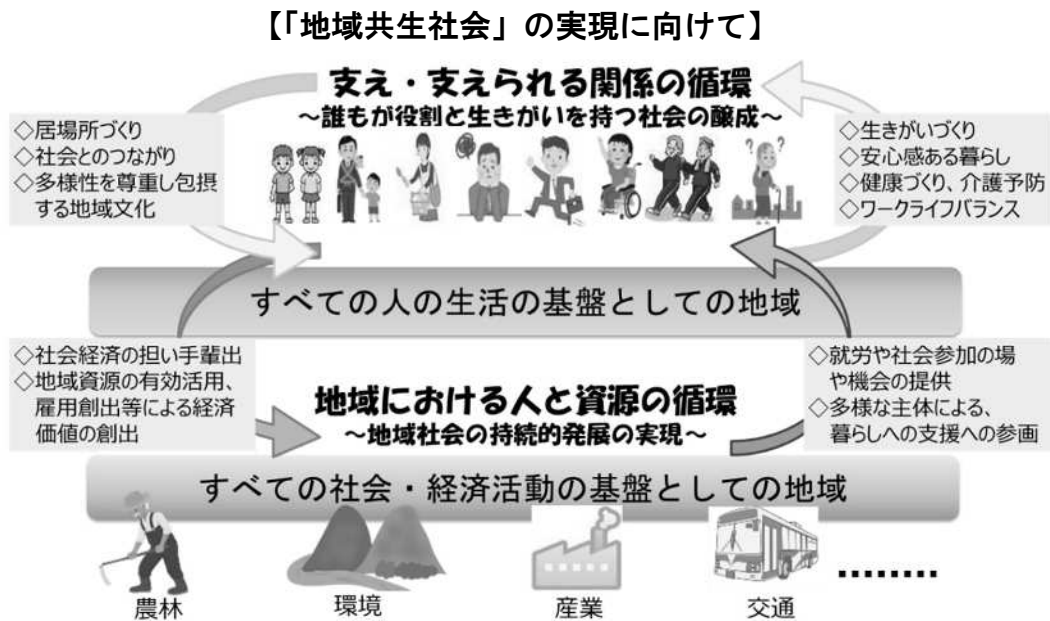 【「地域共生社会」の実現に向けて】
支え・支えられる関係の循環
～誰もが役割と生きがいを持つ社会の醸成～
◇居場所づくり
◇社会とのつながり
◇多様性を尊重し包摂
する地域文化
◇生きがいづくり
◇安心感ある暮らし
◇健康づくり、介護予防
◇ワークライフバランス
? ?
すべての人の生活の基盤としての地域
◇社会経済の担い手輩出
◇地域資源の有効活用、
雇用創出等による経済
価値の創出
地域における人と資源の循環
～地域社会の持続的発展の実現～
◇就労や社会参加の場
や機会の提供
◇多様な主体による、
暮らしへの支援への参画
すべての社会・経済活動の基盤としての地域
農林
環境
産業
交通
………